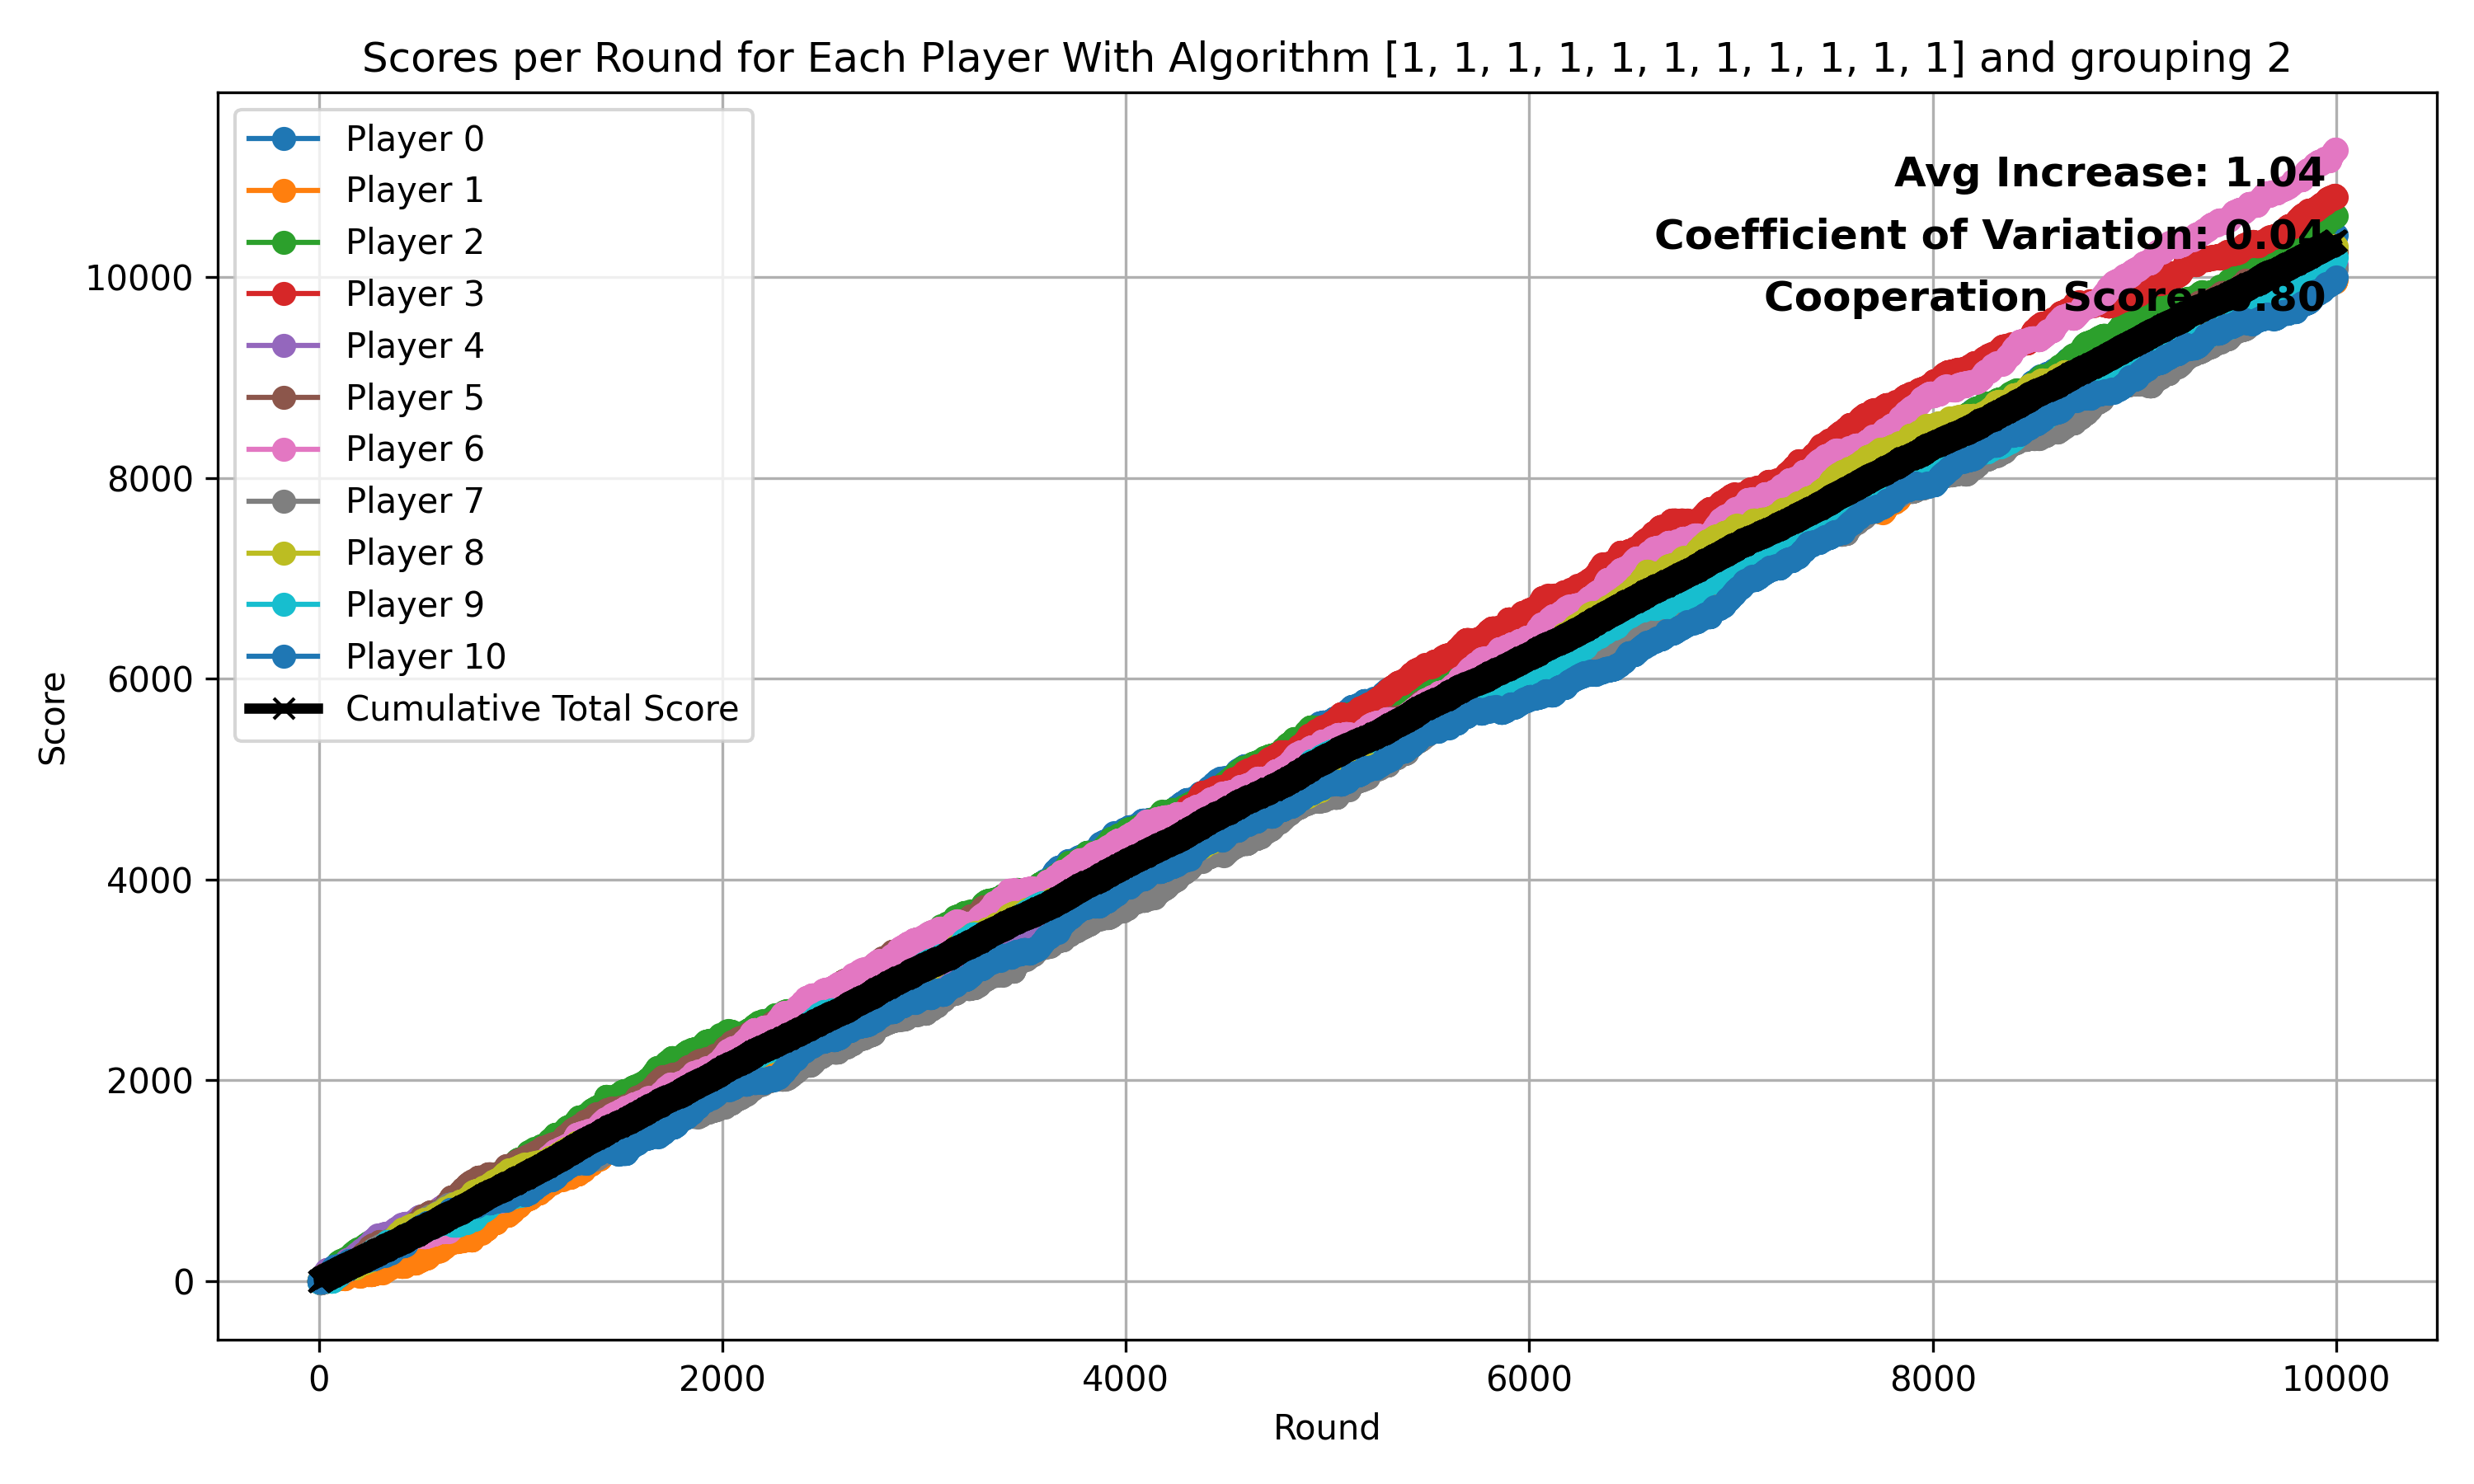 Scores per Round for Each Player With Algorithm [1, 1, 1, 1, 1, 1, 1, 1, 1, 1, 1] and grouping 2
Player 0
Player 1
Player 2
Player 3
Player 4
Player 5
Player 6
Player 7
Player 8
Player 9
Player 10
Cumulative Total Score
Avg Increase: 1.04
Coefficient of Variation: 0.04
Cooperation Score:
Score
10000
8000
6000
4000
2000
0
0 2000 4000 6000 8000 10000
Round